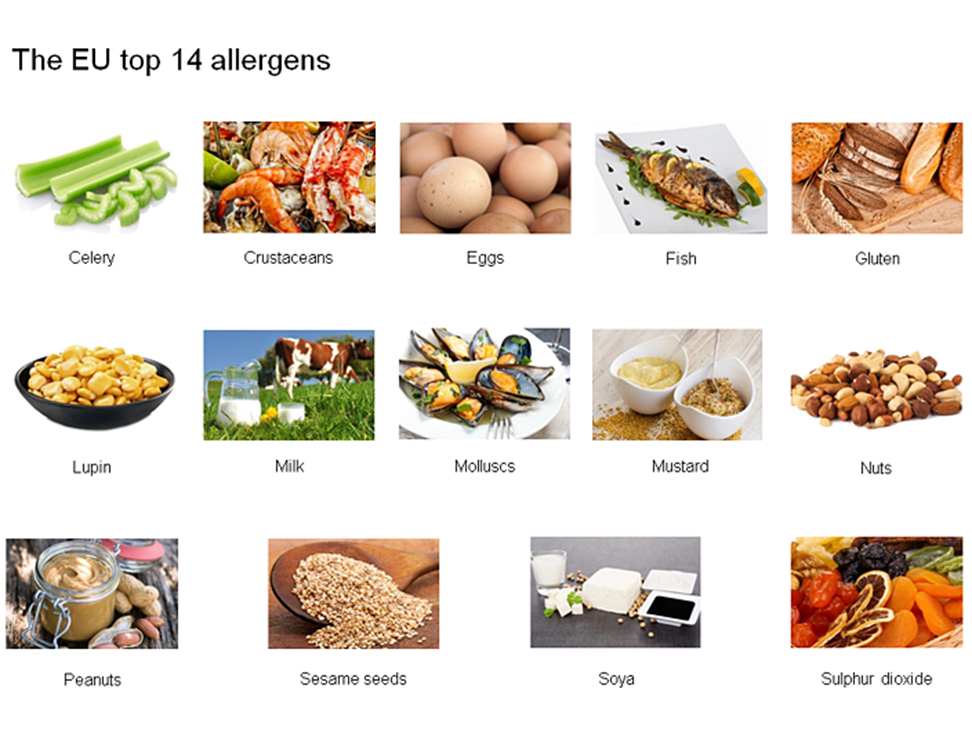 The EU top 14 allergens
Celery
Crustaceans
Eggs
Fish
Gluten
Lupin
Milk
Molluscs
Mustard
Nuts
Peanuts
Sesame seeds
Soya
Sulphur dioxide